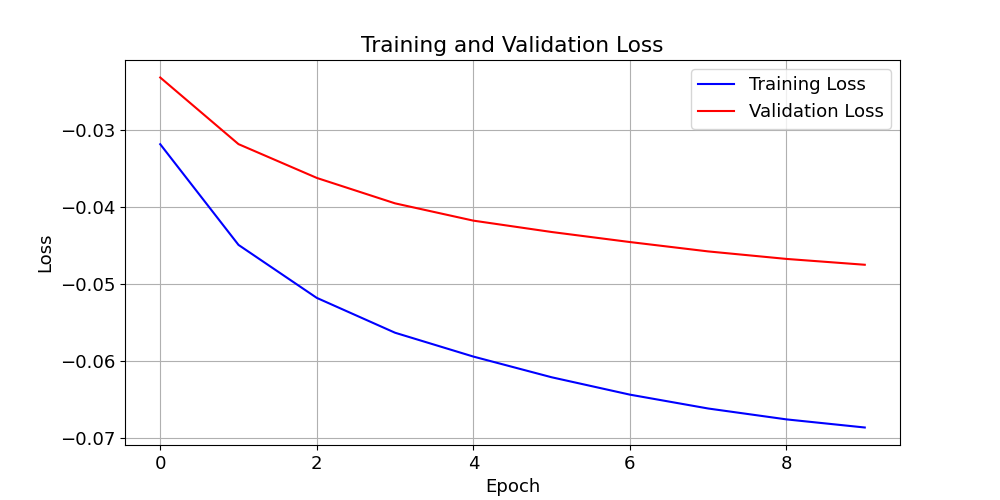 Training and Validation Loss
Training Loss
Validation Loss
−0.03
−0.04
−0.05
−0.06
−0.07
Loss
0 2 4 6 8
Epoch